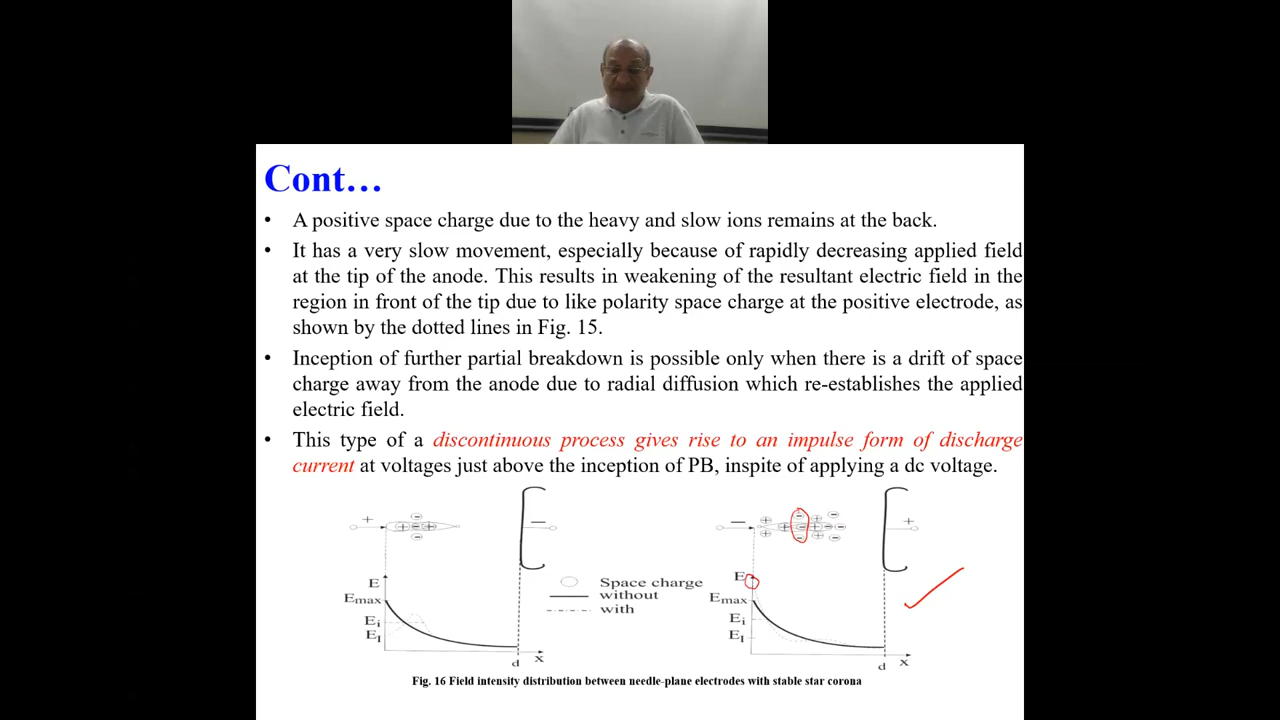 Cont…
• A positive space charge due to the heavy and slow ions remains at the back.
• It has a very slow movement, especially because of rapidly decreasing applied field
at the tip of the anode. This results in weakening of the resultant electric field in the
region in front of the tip due to like polarity space charge at the positive electrode, as
shown by the dotted lines in Fig. 15.
• Inception of further partial breakdown is possible only when there is a drift of space
charge away from the anode due to radial diffusion which re-establishes the applied
electric field.
• This type of a discontinuous process gives rise to an impulse form of discharge
current at voltages just above the inception of PB, inspite of applying a dc voltage.
+ −
− +
E
Emax
Ei
EI
d x
Space charge
without
with
E
Emax
Ei
EI
d x
Fig. 16 Field intensity distribution between needle-plane electrodes with stable star corona